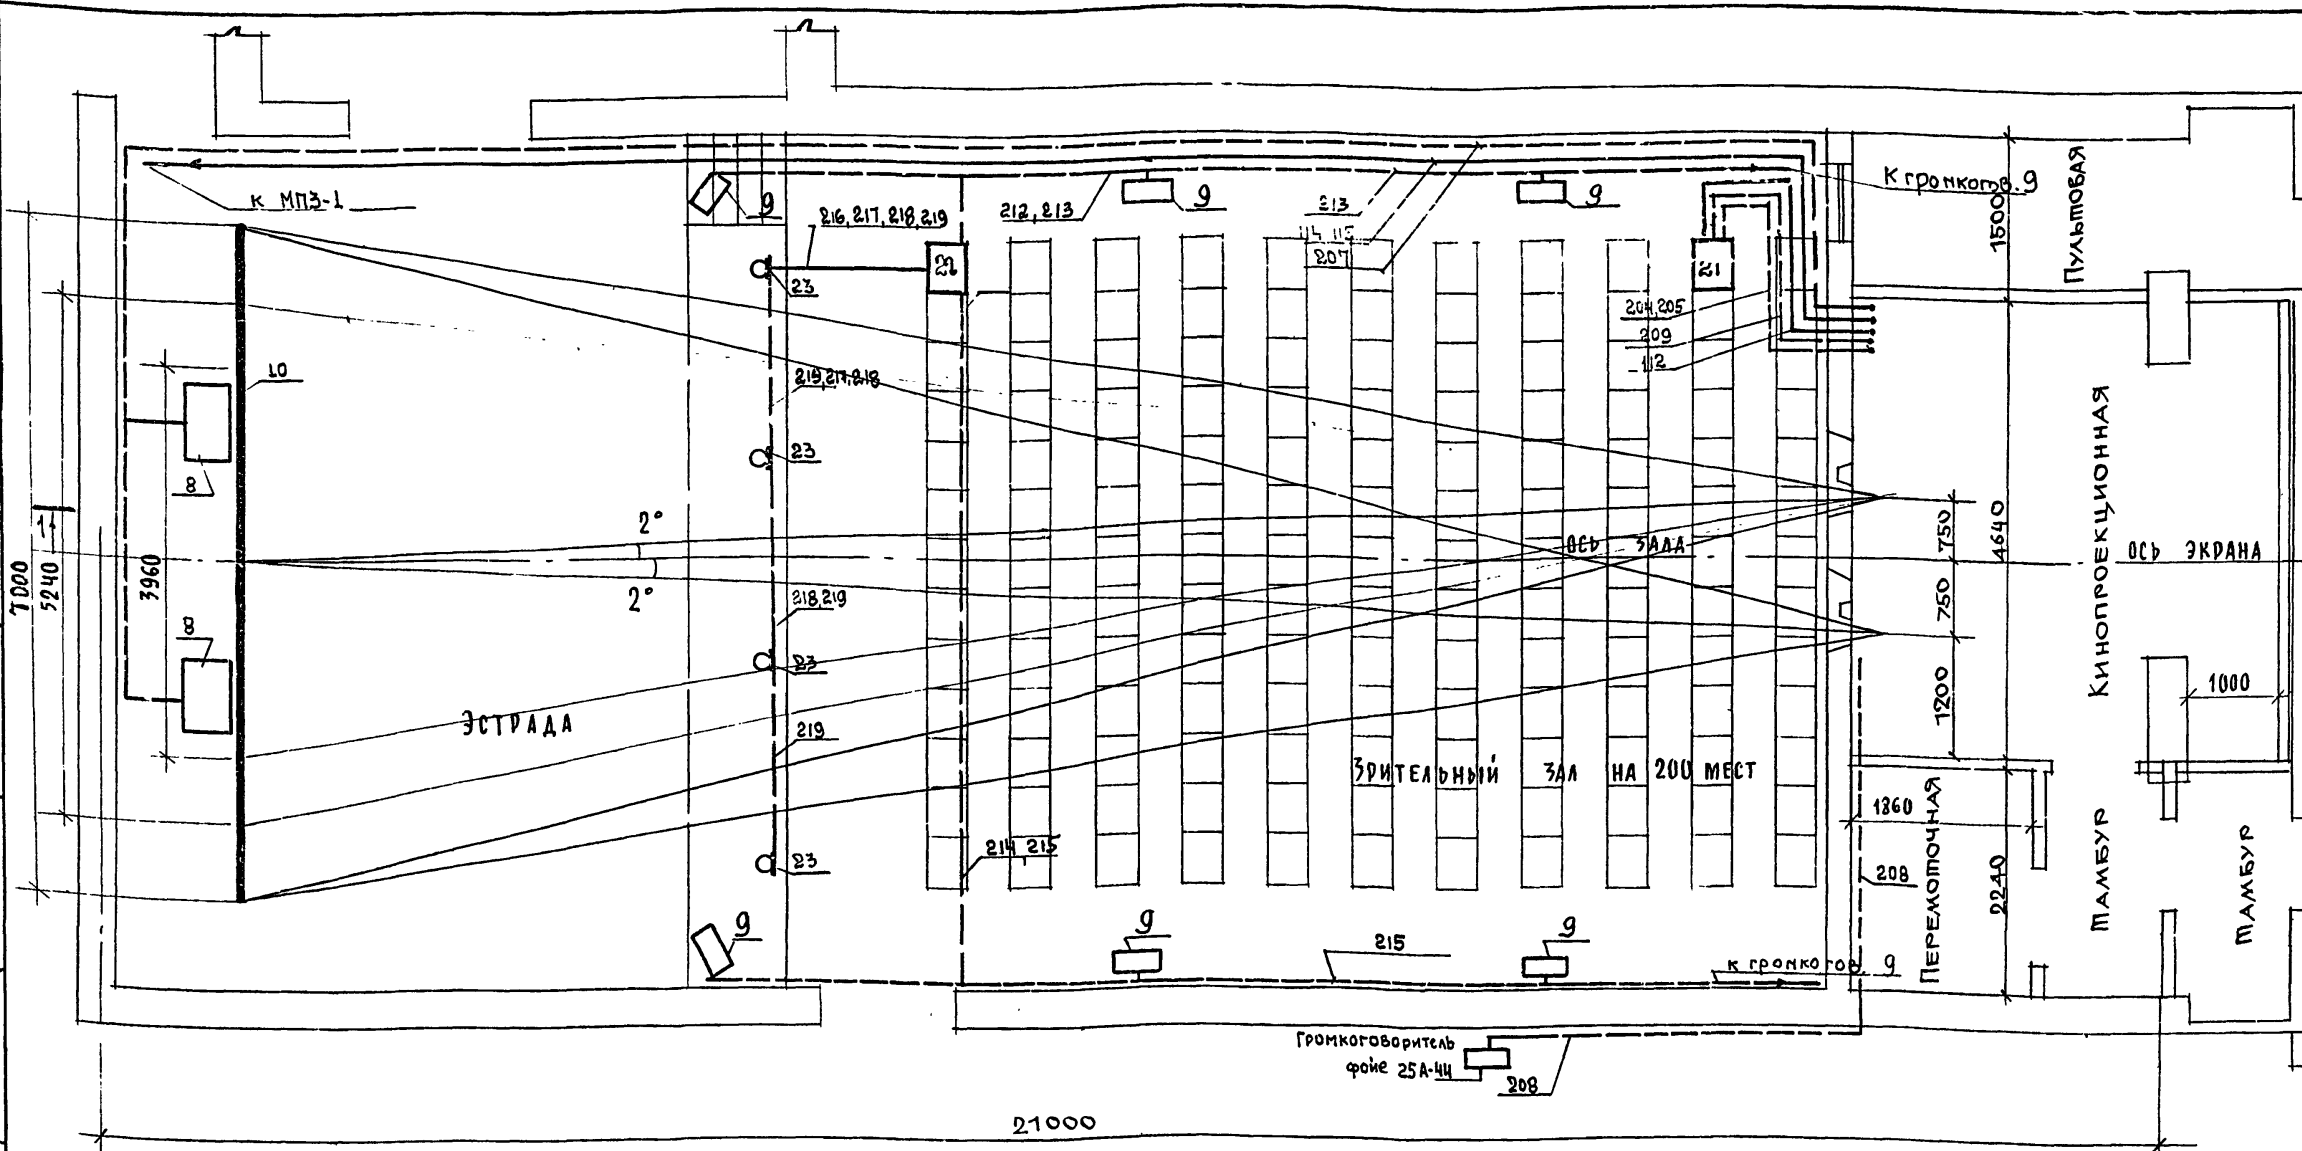 К МПЗ-1
9
216, 217, 218, 219
212, 213
9
213
114 115
207
9
К громкогов. 9
1500
Пультовая
22
23
21
204, 205
209
112
10
8
215, 217, 218
23
7000
5240
3960
1
2°
2°
ось зала
750
4640
750
Кинопроекционная
ось экрана
8
218, 219
23
1200
1000
эстрада
219
Зрительный зал на 200 мест
1360
Перемоточная
208
2240
Тамбур
Тамбур
23
214, 215
9
9
9
215
К громкогов. 9
Громкоговоритель
фойе 25А-44
208
21000